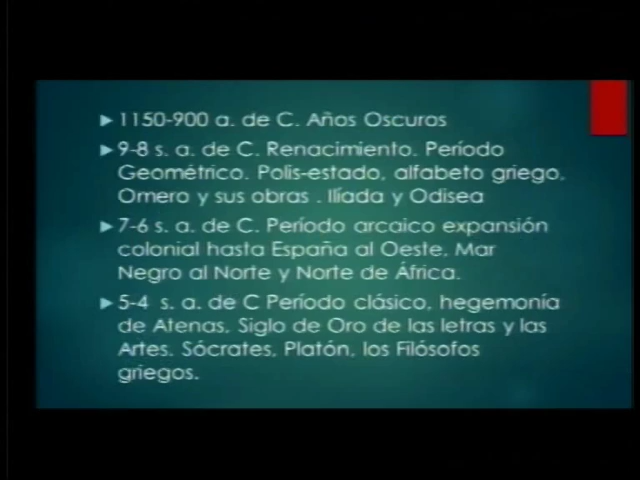 1150-900 a. de C. Años Oscuros
9-8 s. a. de C. Renacimiento. Período
Geométrico. Polis-estado, alfabeto griego.
Omero y sus obras . Ilíada y Odisea
7-6 s. a. de C. Período arcaico expansión
colonial hasta España al Oeste, Mar
Negro al Norte y Norte de África.
5-4 s. a. de C Período clásico, hegemonía
de Atenas, Siglo de Oro de las letras y las
Artes. Sócrates, Platón, los Filósofos
griegos.